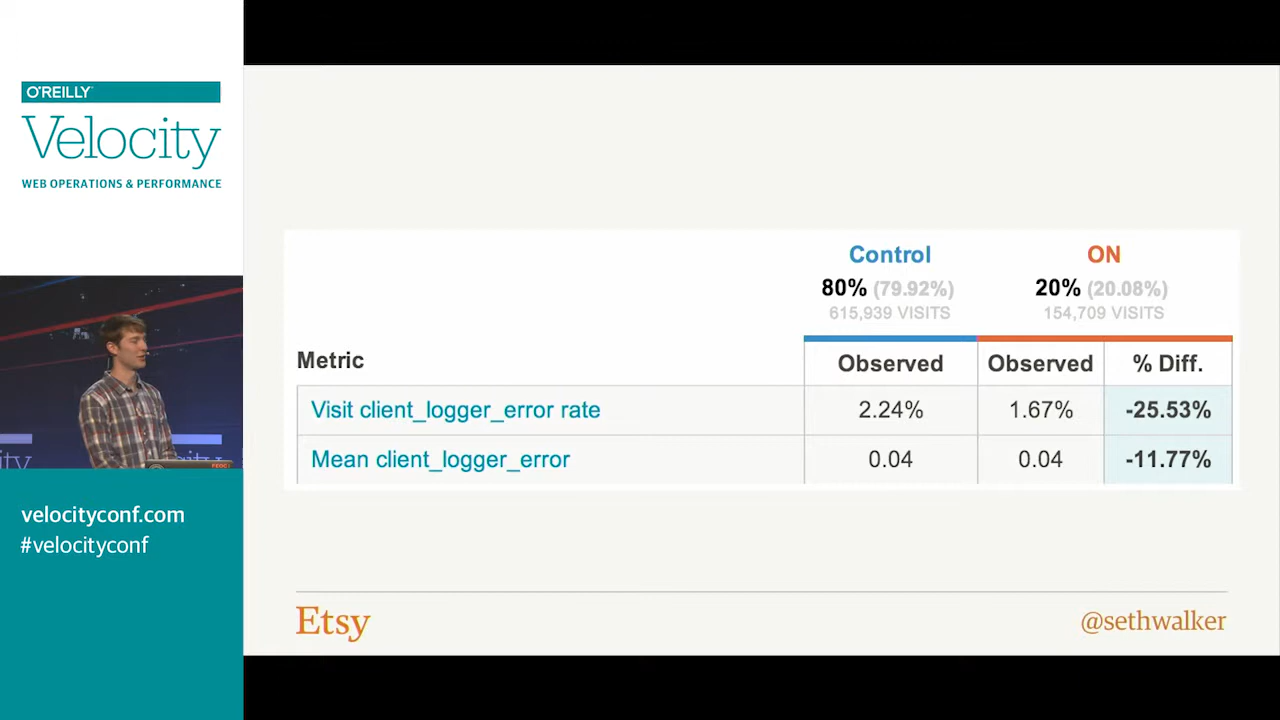 O'REILLY
Velocity
WEB OPERATIONS & PERFORMANCE
velocityconf.com
#velocityconf
Control ON
80% (79.92%) 20% (20.08%)
615,939 VISITS 154,709 VISITS
Metric Observed Observed % Diff.
Visit client_logger_error rate 2.24% 1.67% -25.53%
Mean client_logger_error 0.04 0.04 -11.77%
Etsy @sethwalker